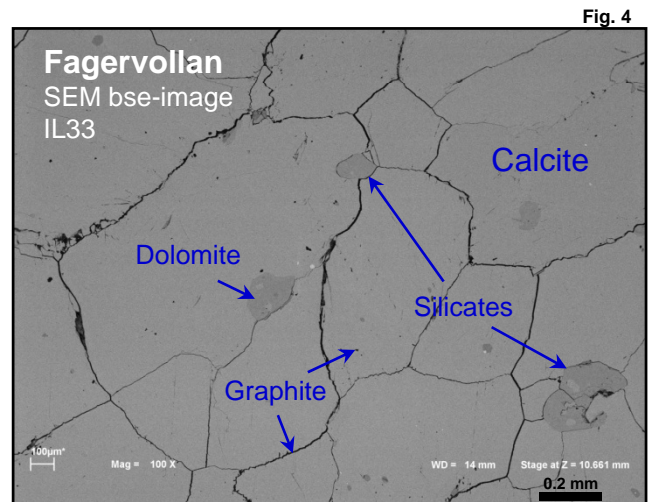 Fig. 4
Fagervollan
SEM bse-image
IL33
Calcite
Dolomite
Silicates
Graphite
100µm*
Mag = 100 X
WD = 14 mm
Stage at Z = 10.661 mm
0.2 mm